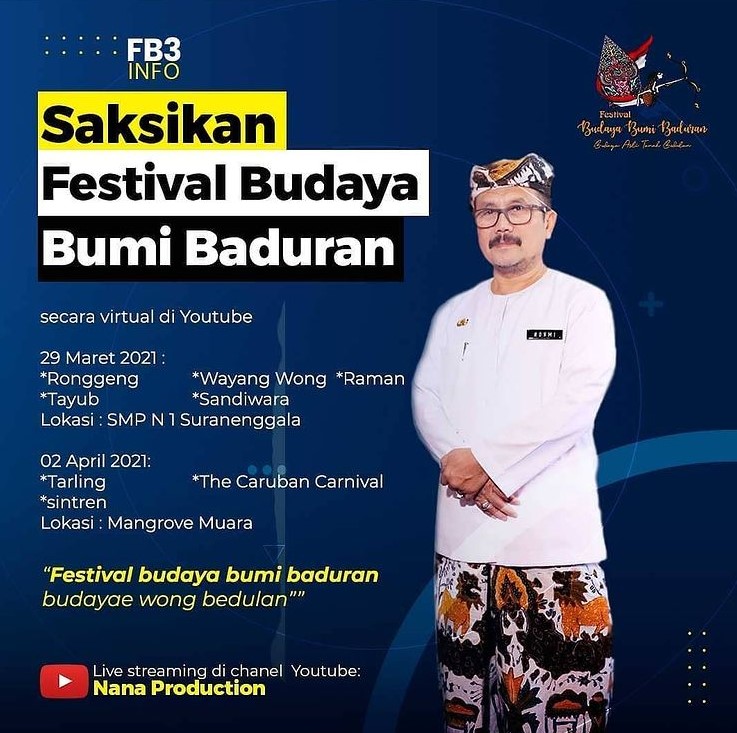 FB3
INFO
Festival
Budaya Bumi Baduran
Saksikan
Festival Budaya
Bumi Baduran
secara virtual di Youtube
29 Maret 2021 :
*Ronggeng *Wayang Wong *Raman
*Tayub *Sandiwara
Lokasi : SMP N 1 Suranenggala
02 April 2021:
*Tarling *The Caruban Carnival
*sintren
Lokasi : Mangrove Muara
“Festival budaya bumi baduran
budayae wong bedulan””
Live streaming di chanel Youtube:
Nana Production